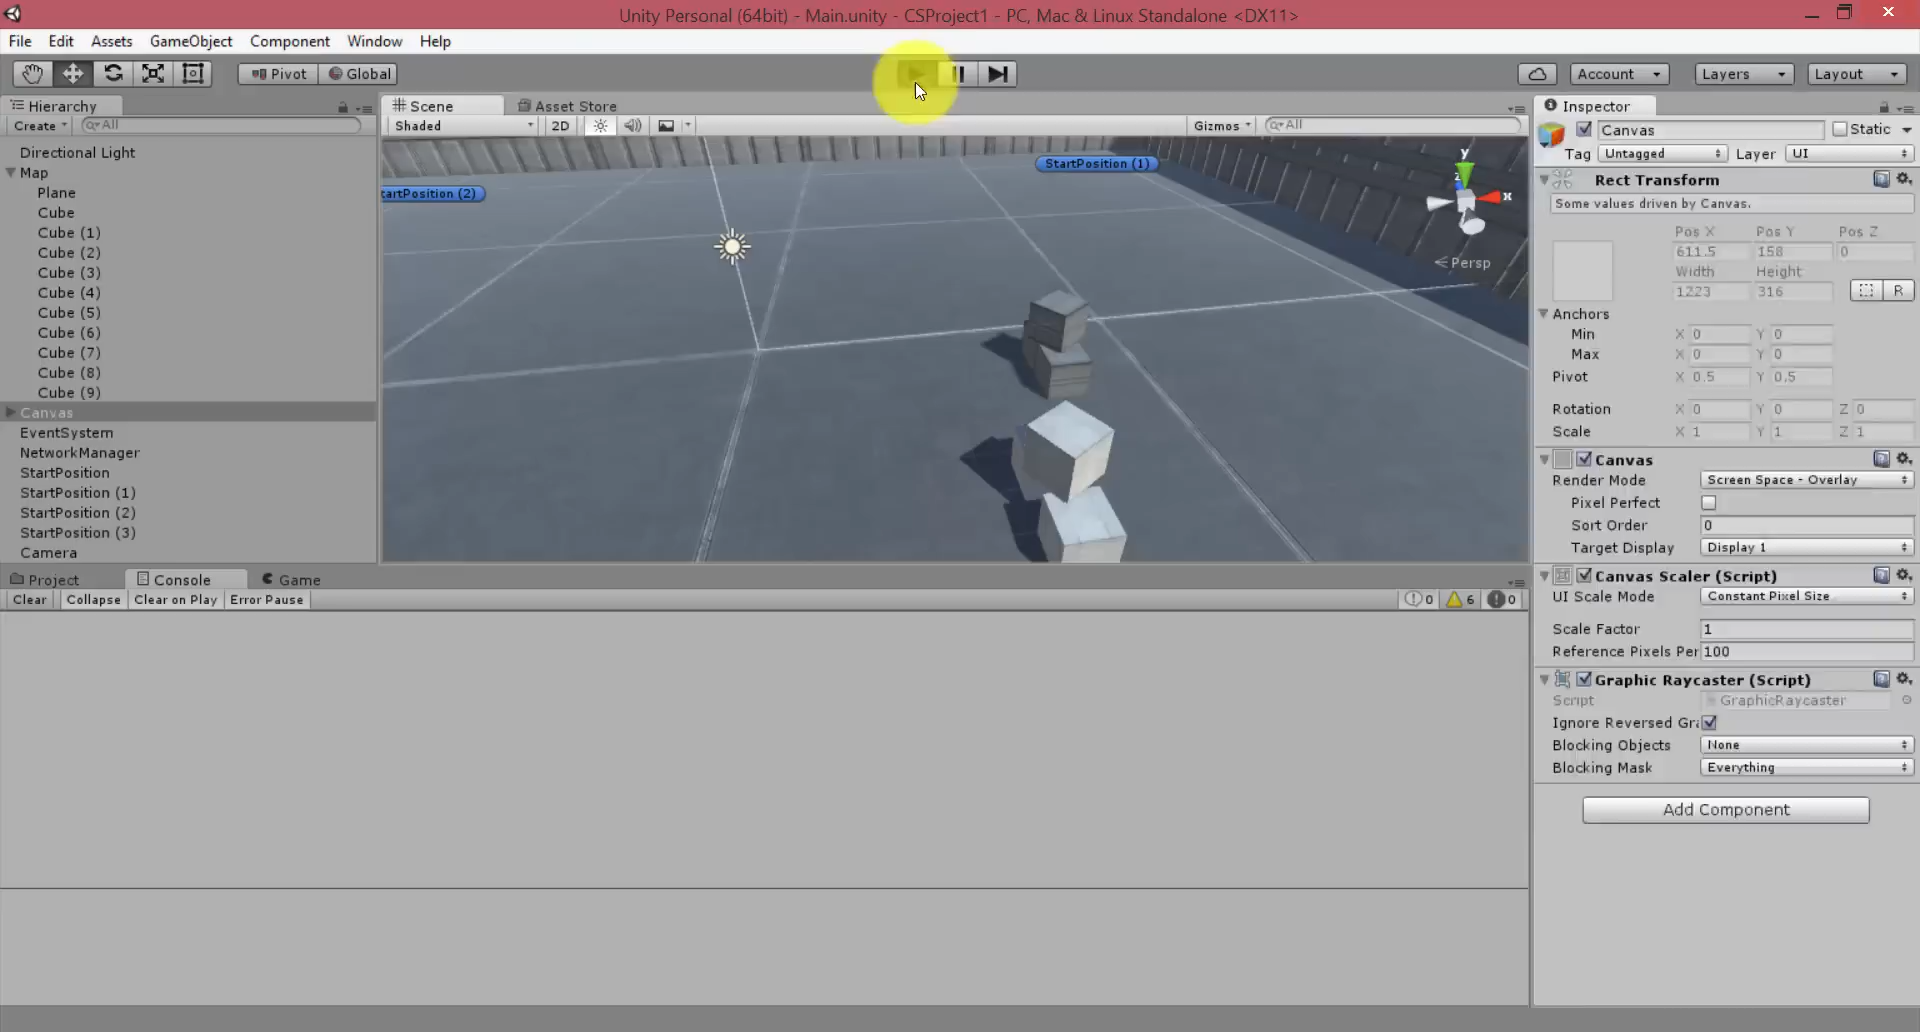 Unity Personal (64bit) - Main.unity - CSProject1 - PC, Mac & Linux Standalone <DX11>
File Edit Assets GameObject Component Window Help
Pivot Global Account Layers Layout
Hierarchy
Create All
Directional Light
Map
Plane
Cube
Cube (1)
Cube (2)
Cube (3)
Cube (4)
Cube (5)
Cube (6)
Cube (7)
Cube (8)
Cube (9)
Canvas
EventSystem
NetworkManager
StartPosition
StartPosition (1)
StartPosition (2)
StartPosition (3)
Camera
Scene Asset Store
Shaded 2D Gizmos All
StartPosition (1)
tartPosition (2)
y
z
x
Persp
Project Console Game
Clear Collapse Clear on Play Error Pause 0 6 0
Inspector
Canvas Static
Tag Untagged Layer UI
Rect Transform
Some values driven by Canvas.
Pos X Pos Y Pos Z
611.5 158 0
Width Height
1223 316 R
Anchors
Min X 0 Y 0
Max X 0 Y 0
Pivot X 0.5 Y 0.5
Rotation X 0 Y 0 Z 0
Scale X 1 Y 1 Z 1
Canvas
Render Mode Screen Space - Overlay
Pixel Perfect
Sort Order 0
Target Display Display 1
Canvas Scaler (Script)
UI Scale Mode Constant Pixel Size
Scale Factor 1
Reference Pixels Per 100
Graphic Raycaster (Script)
Script GraphicRaycaster
Ignore Reversed Gra
Blocking Objects None
Blocking Mask Everything
Add Component